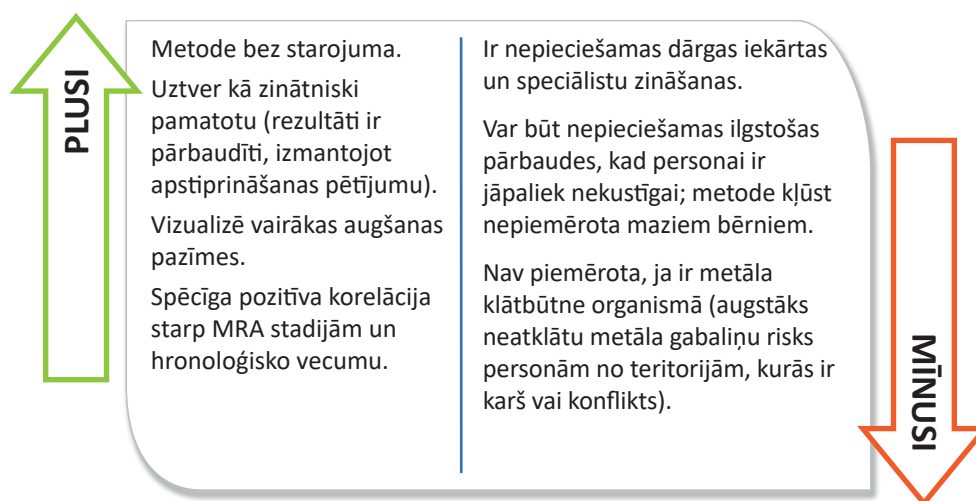 PLUSI
Metode bez starojuma.
Uztver kā zinātniski
pamatotu (rezultāti ir
pārbaudīti, izmantojot
apstiprināšanas pētījumu).
Vizualizē vairākas augšanas
pazīmes.
Spēcīga pozitīva korelācija
starp MRA stadijām un
hronoloģisko vecumu.
Ir nepieciešamas dārgas iekārtas
un speciālistu zināšanas.
Var būt nepieciešamas ilgstošas
pārbaudes, kad personai ir
jāpaliek nekustīgai; metode kļūst
nepiemērota maziem bērniem.
Nav piemērota, ja ir metāla
klātbūtne organismā (augstāks
neatklātu metāla gabaliņu risks
personām no teritorijām, kurās ir
karš vai konflikts).
MĪNUSI